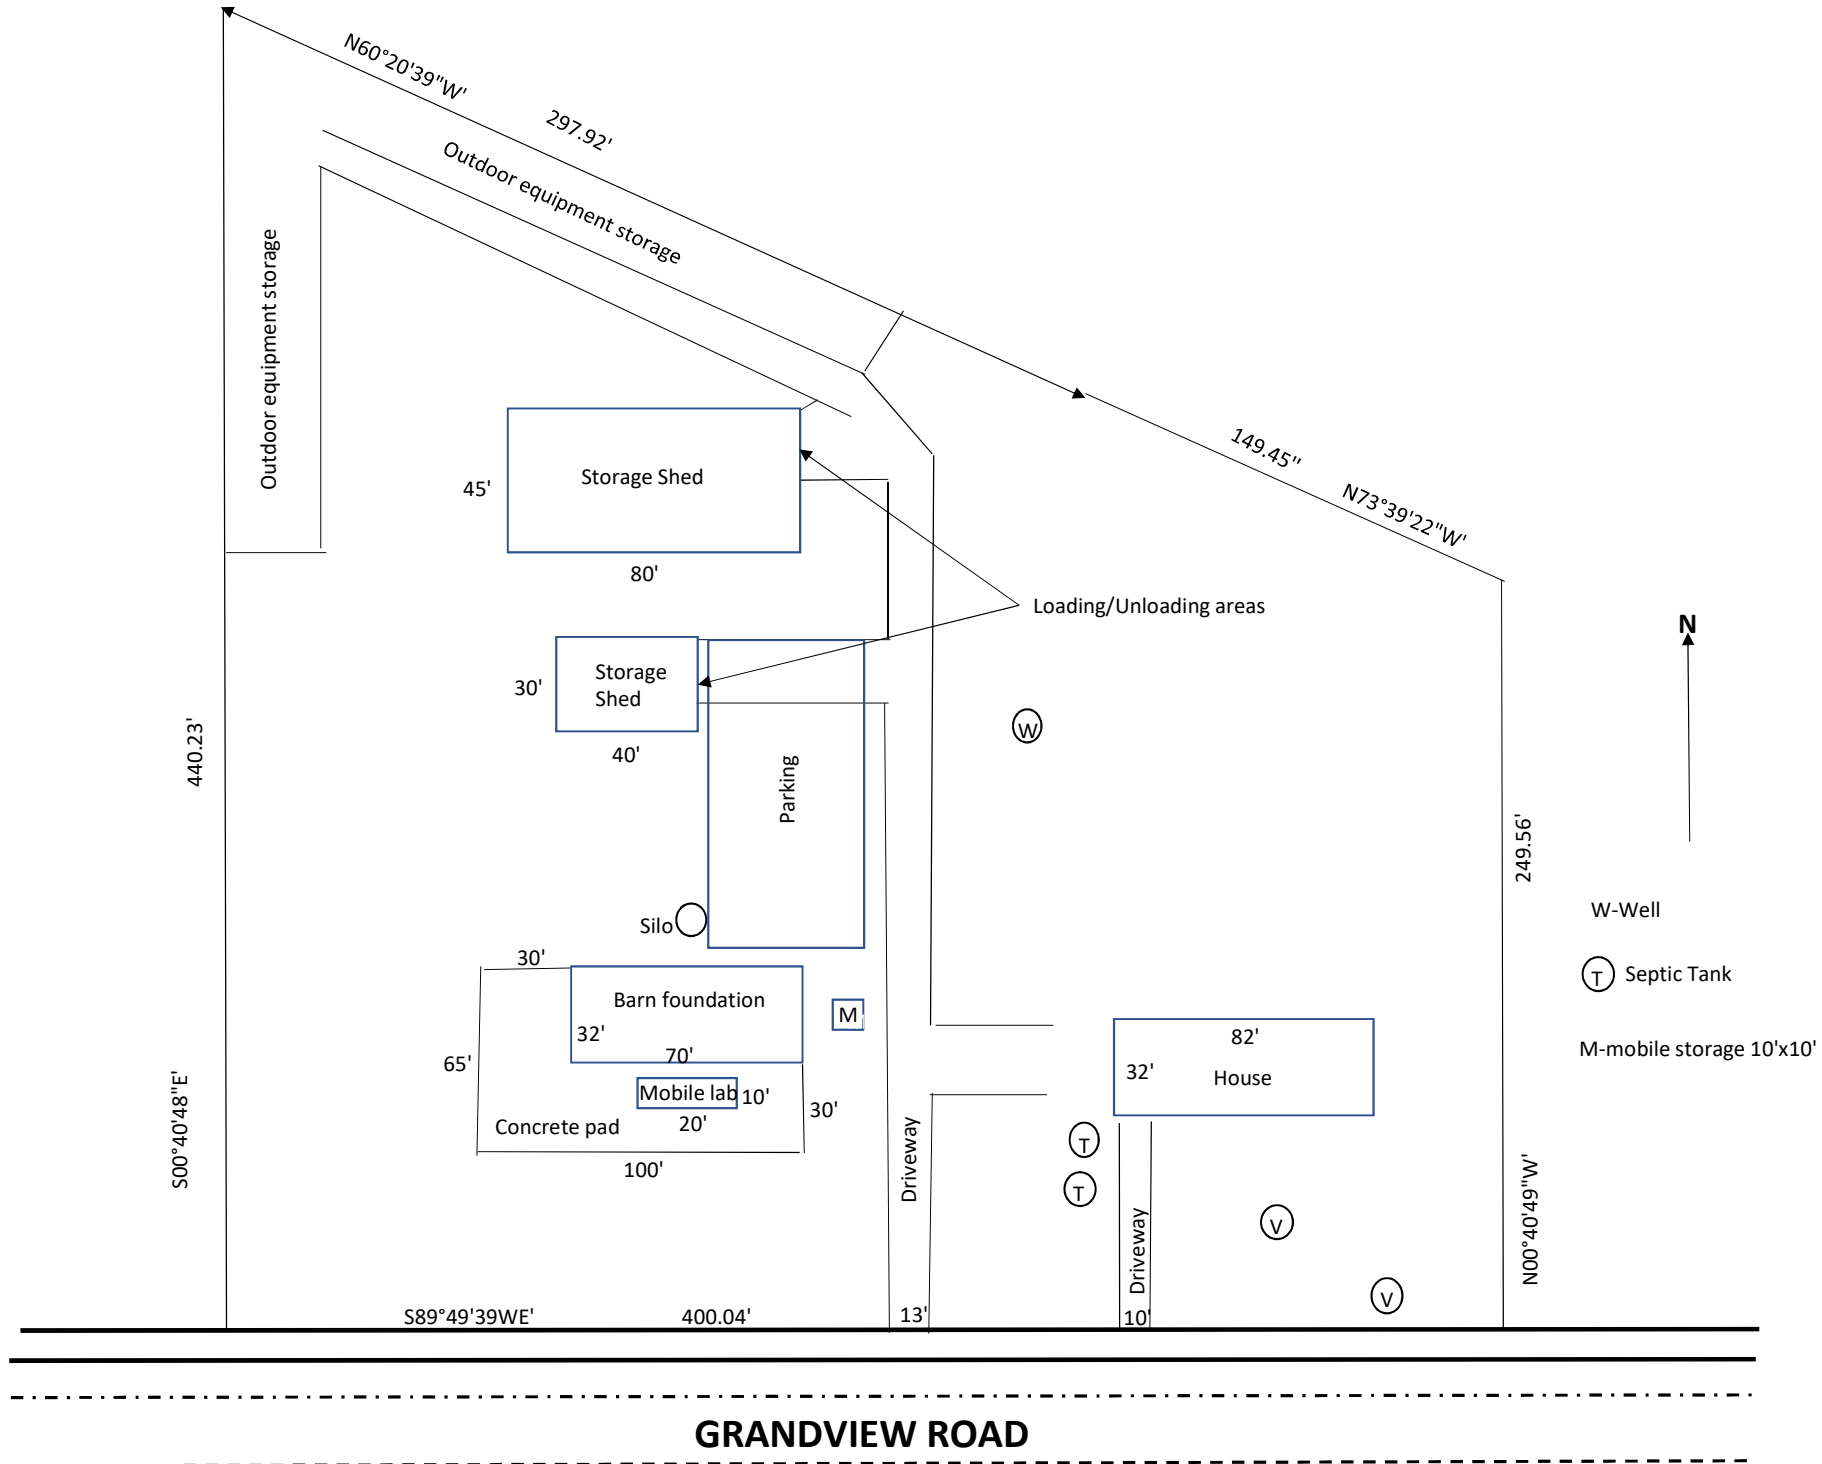 N60°20'39"W'
297.92'
Outdoor equipment storage
Outdoor equipment storage
149.45"
N73°39'22"W'
Storage Shed
45'
80'
Loading/Unloading areas
N
Storage
Shed
30'
40'
W
Parking
440.23'
249.56'
W-Well
Silo
T Septic Tank
30'
Barn foundation
M
32'
70'
65'
82'
32'
House
M-mobile storage 10'x10'
Mobile lab
10'
20'
30'
Concrete pad
100'
S00°40'48"E'
Driveway
T
T
V
V
Driveway
N00°40'49"W'
S89°49'39WE'
400.04'
13'
10'
GRANDVIEW ROAD